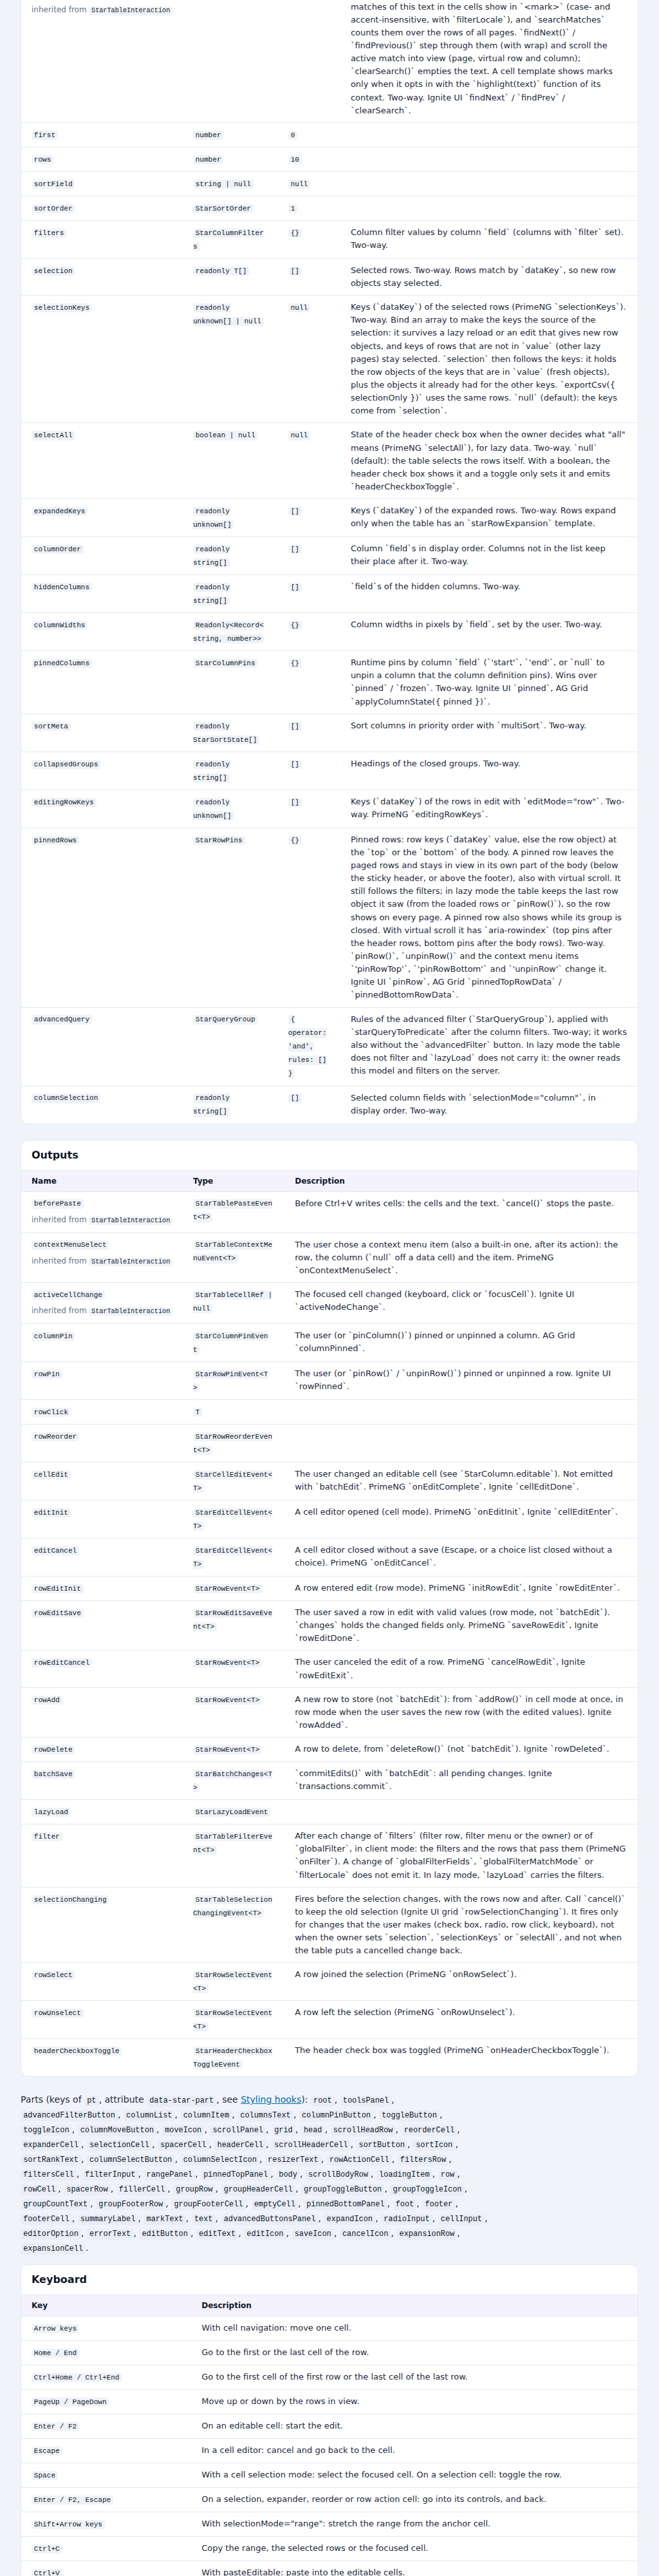 matches of this text in the cells show in `<mark>` (case- and
inherited from StarTableInteraction
accent-insensitive, with `filterLocale`), and `searchMatches`
counts them over the rows of all pages. `findNext()` /
`findPrevious()` step through them (with wrap) and scroll the
active match into view (page, virtual row and column);
`clearSearch()` empties the text. A cell template shows marks
only when it opts in with the `highlight(text)` function of its
context. Two-way. Ignite UI `findNext` / `findPrev` /
`clearSearch`.
first number 0
rows number 10
sortField string | null null
sortOrder StarSortOrder 1
filters StarColumnFilter {} Column filter values by column `field` (columns with `filter` set).
s Two-way.
selection readonly T[] [] Selected rows. Two-way. Rows match by `dataKey`, so new row
objects stay selected.
selectionKeys readonly null Keys (`dataKey`) of the selected rows (PrimeNG `selectionKeys`).
unknown[] | null Two-way. Bind an array to make the keys the source of the
selection: it survives a lazy reload or an edit that gives new row
objects, and keys of rows that are not in `value` (other lazy
pages) stay selected. `selection` then follows the keys: it holds
the row objects of the keys that are in `value` (fresh objects),
plus the objects it already had for the other keys. `exportCsv({
selectionOnly })` uses the same rows. `null` (default): the keys
come from `selection`.
selectAll boolean | null null State of the header check box when the owner decides what "all"
means (PrimeNG `selectAll`), for lazy data. Two-way. `null`
(default): the table selects the rows itself. With a boolean, the
header check box shows it and a toggle only sets it and emits
`headerCheckboxToggle`.
expandedKeys readonly [] Keys (`dataKey`) of the expanded rows. Two-way. Rows expand
unknown[] only when the table has an `starRowExpansion` template.
columnOrder readonly [] Column `field`s in display order. Columns not in the list keep
string[] their place after it. Two-way.
hiddenColumns readonly [] `field`s of the hidden columns. Two-way.
string[]
columnWidths Readonly<Record< {} Column widths in pixels by `field`, set by the user. Two-way.
string, number>>
pinnedColumns StarColumnPins {} Runtime pins by column `field` (`'start'`, `'end'`, or `null` to
unpin a column that the column definition pins). Wins over
`pinned` / `frozen`. Two-way. Ignite UI `pinned`, AG Grid
`applyColumnState({ pinned })`.
sortMeta readonly [] Sort columns in priority order with `multiSort`. Two-way.
StarSortState[]
collapsedGroups readonly [] Headings of the closed groups. Two-way.
string[]
editingRowKeys readonly [] Keys (`dataKey`) of the rows in edit with `editMode="row"`. Two-
unknown[] way. PrimeNG `editingRowKeys`.
pinnedRows StarRowPins {} Pinned rows: row keys (`dataKey` value, else the row object) at
the `top` or the `bottom` of the body. A pinned row leaves the
paged rows and stays in view in its own part of the body (below
the sticky header, or above the footer), also with virtual scroll. It
still follows the filters; in lazy mode the table keeps the last row
object it saw (from the loaded rows or `pinRow()`), so the row
shows on every page. A pinned row also shows while its group is
closed. With virtual scroll it has `aria-rowindex` (top pins after
the header rows, bottom pins after the body rows). Two-way.
`pinRow()`, `unpinRow()` and the context menu items
`'pinRowTop'`, `'pinRowBottom'` and `'unpinRow'` change it.
Ignite UI `pinRow`, AG Grid `pinnedTopRowData` /
`pinnedBottomRowData`.
advancedQuery StarQueryGroup { Rules of the advanced filter (`StarQueryGroup`), applied with
operator: `starQueryToPredicate` after the column filters. Two-way; it works
'and', also without the `advancedFilter` button. In lazy mode the table
rules: [] does not filter and `lazyLoad` does not carry it: the owner reads
} this model and filters on the server.
columnSelection readonly [] Selected column fields with `selectionMode="column"`, in
string[] display order. Two-way.
Outputs
Name Type Description
beforePaste StarTablePasteEven Before Ctrl+V writes cells: the cells and the text. `cancel()` stops the paste.
inherited from StarTableInteraction t<T>
contextMenuSelect StarTableContextMe The user chose a context menu item (also a built-in one, after its action): the
inherited from StarTableInteraction nuEvent<T> row, the column (`null` off a data cell) and the item. PrimeNG
`onContextMenuSelect`.
activeCellChange StarTableCellRef | The focused cell changed (keyboard, click or `focusCell`). Ignite UI
inherited from StarTableInteraction null `activeNodeChange`.
columnPin StarColumnPinEven The user (or `pinColumn()`) pinned or unpinned a column. AG Grid
t `columnPinned`.
rowPin StarRowPinEvent<T The user (or `pinRow()` / `unpinRow()`) pinned or unpinned a row. Ignite UI
> `rowPinned`.
rowClick T
rowReorder StarRowReorderEven
t<T>
cellEdit StarCellEditEvent< The user changed an editable cell (see `StarColumn.editable`). Not emitted
T> with `batchEdit`. PrimeNG `onEditComplete`, Ignite `cellEditDone`.
editInit StarEditCellEvent< A cell editor opened (cell mode). PrimeNG `onEditInit`, Ignite `cellEditEnter`.
T>
editCancel StarEditCellEvent< A cell editor closed without a save (Escape, or a choice list closed without a
T> choice). PrimeNG `onEditCancel`.
rowEditInit StarRowEvent<T> A row entered edit (row mode). PrimeNG `initRowEdit`, Ignite `rowEditEnter`.
rowEditSave StarRowEditSaveEve The user saved a row in edit with valid values (row mode, not `batchEdit`).
nt<T> `changes` holds the changed fields only. PrimeNG `saveRowEdit`, Ignite
`rowEditDone`.
rowEditCancel StarRowEvent<T> The user canceled the edit of a row. PrimeNG `cancelRowEdit`, Ignite
`rowEditExit`.
rowAdd StarRowEvent<T> A new row to store (not `batchEdit`): from `addRow()` in cell mode at once, in
row mode when the user saves the new row (with the edited values). Ignite
`rowAdded`.
rowDelete StarRowEvent<T> A row to delete, from `deleteRow()` (not `batchEdit`). Ignite `rowDeleted`.
batchSave StarBatchChanges<T `commitEdits()` with `batchEdit`: all pending changes. Ignite
> `transactions.commit`.
lazyLoad StarLazyLoadEvent
filter StarTableFilterEve After each change of `filters` (filter row, filter menu or the owner) or of
nt<T> `globalFilter`, in client mode: the filters and the rows that pass them (PrimeNG
`onFilter`). A change of `globalFilterFields`, `globalFilterMatchMode` or
`filterLocale` does not emit it. In lazy mode, `lazyLoad` carries the filters.
selectionChanging StarTableSelection Fires before the selection changes, with the rows now and after. Call `cancel()`
ChangingEvent<T> to keep the old selection (Ignite UI grid `rowSelectionChanging`). It fires only
for changes that the user makes (check box, radio, row click, keyboard), not
when the owner sets `selection`, `selectionKeys` or `selectAll`, and not when
the table puts a cancelled change back.
rowSelect StarRowSelectEvent A row joined the selection (PrimeNG `onRowSelect`).
<T>
rowUnselect StarRowSelectEvent A row left the selection (PrimeNG `onRowUnselect`).
<T>
headerCheckboxToggle StarHeaderCheckbox The header check box was toggled (PrimeNG `onHeaderCheckboxToggle`).
ToggleEvent
Parts (keys of pt , attribute data-star-part , see Styling hooks): root , toolsPanel ,
advancedFilterButton , columnList , columnItem , columnsText , columnPinButton , toggleButton ,
toggleIcon , columnMoveButton , moveIcon , scrollPanel , grid , head , scrollHeadRow , reorderCell ,
expanderCell , selectionCell , spacerCell , headerCell , scrollHeaderCell , sortButton , sortIcon ,
sortRankText , columnSelectButton , columnSelectIcon , resizerText , rowActionCell , filtersRow ,
filtersCell , filterInput , rangePanel , pinnedTopPanel , body , scrollBodyRow , loadingItem , row ,
rowCell , spacerRow , fillerCell , groupRow , groupHeaderCell , groupToggleButton , groupToggleIcon ,
groupCountText , groupFooterRow , groupFooterCell , emptyCell , pinnedBottomPanel , foot , footer ,
footerCell , summaryLabel , markText , text , advancedButtonsPanel , expandIcon , radioInput , cellInput ,
editorOption , errorText , editButton , editText , editIcon , saveIcon , cancelIcon , expansionRow ,
expansionCell .
Keyboard
Key Description
Arrow keys With cell navigation: move one cell.
Home / End Go to the first or the last cell of the row.
Ctrl+Home / Ctrl+End Go to the first cell of the first row or the last cell of the last row.
PageUp / PageDown Move up or down by the rows in view.
Enter / F2 On an editable cell: start the edit.
Escape In a cell editor: cancel and go back to the cell.
Space With a cell selection mode: select the focused cell. On a selection cell: toggle the row.
Enter / F2, Escape On a selection, expander, reorder or row action cell: go into its controls, and back.
Shift+Arrow keys With selectionMode="range": stretch the range from the anchor cell.
Ctrl+C Copy the range, the selected rows or the focused cell.
Ctrl+V With pasteEditable: paste into the editable cells.